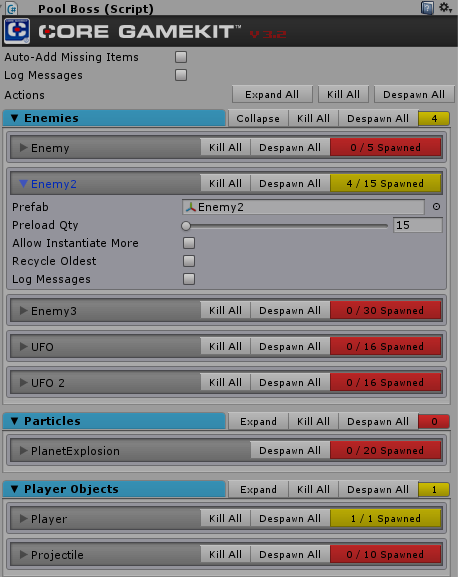 Pool Boss (Script)
CORE GAMEKIT™ V 3.2
Auto-Add Missing Items
Log Messages
Actions Expand All Kill All Despawn All
▼ Enemies Collapse Kill All Despawn All 4
Enemy Kill All Despawn All 0 / 5 Spawned
Enemy2 Kill All Despawn All 4 / 15 Spawned
Prefab Enemy2
Preload Qty 15
Allow Instantiate More
Recycle Oldest
Log Messages
Enemy3 Kill All Despawn All 0 / 30 Spawned
UFO Kill All Despawn All 0 / 16 Spawned
UFO 2 Kill All Despawn All 0 / 16 Spawned
▼ Particles Expand Kill All Despawn All 0
PlanetExplosion Despawn All 0 / 20 Spawned
▼ Player Objects Expand Kill All Despawn All 1
Player Kill All Despawn All 1 / 1 Spawned
Projectile Kill All Despawn All 0 / 10 Spawned